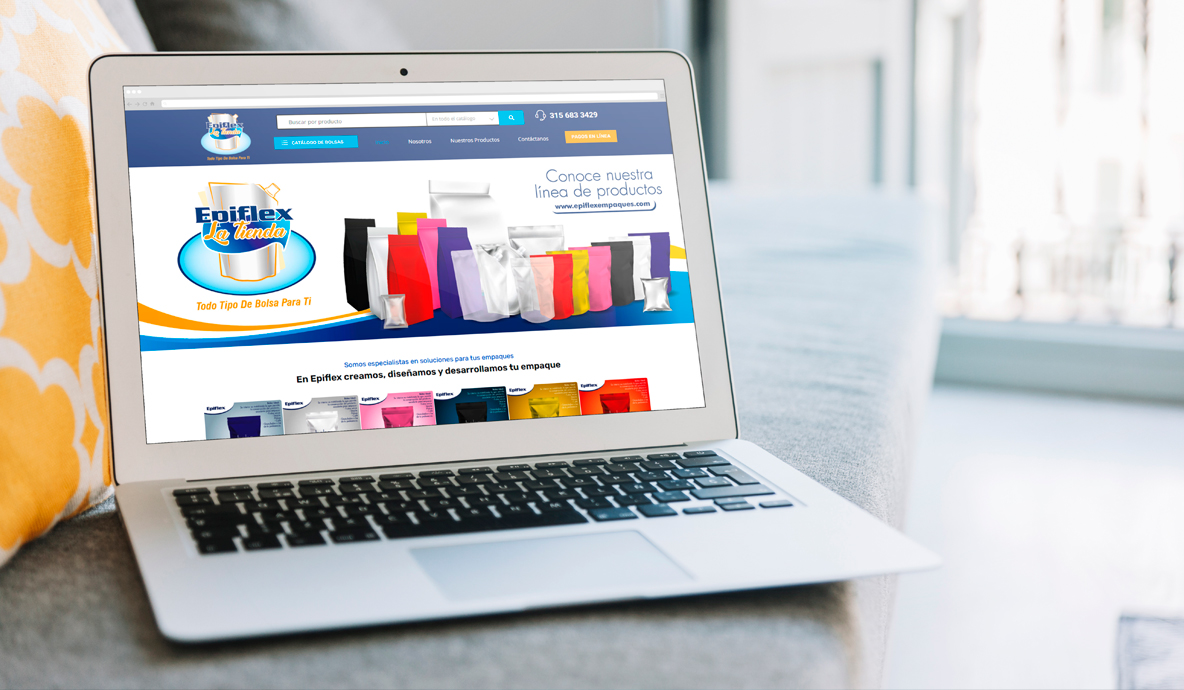 Epiflex
La Tienda
Todo Tipo De Bolsa Para Ti
Buscar por producto
En todo el catálogo
315 683 3429
CATÁLOGO DE BOLSAS
Nosotros
Nuestros Productos
Contáctanos
PAGOS EN LÍNEA
Conoce nuestra
línea de productos
www.epiflexempaques.com
Epiflex
La Tienda
Todo Tipo De Bolsa Para Ti
Somos especialistas en soluciones para tus empaques
En Epiflex creamos, diseñamos y desarrollamos tu empaque
Epiflex
Epiflex
Epiflex
Epiflex
Epiflex
Epiflex